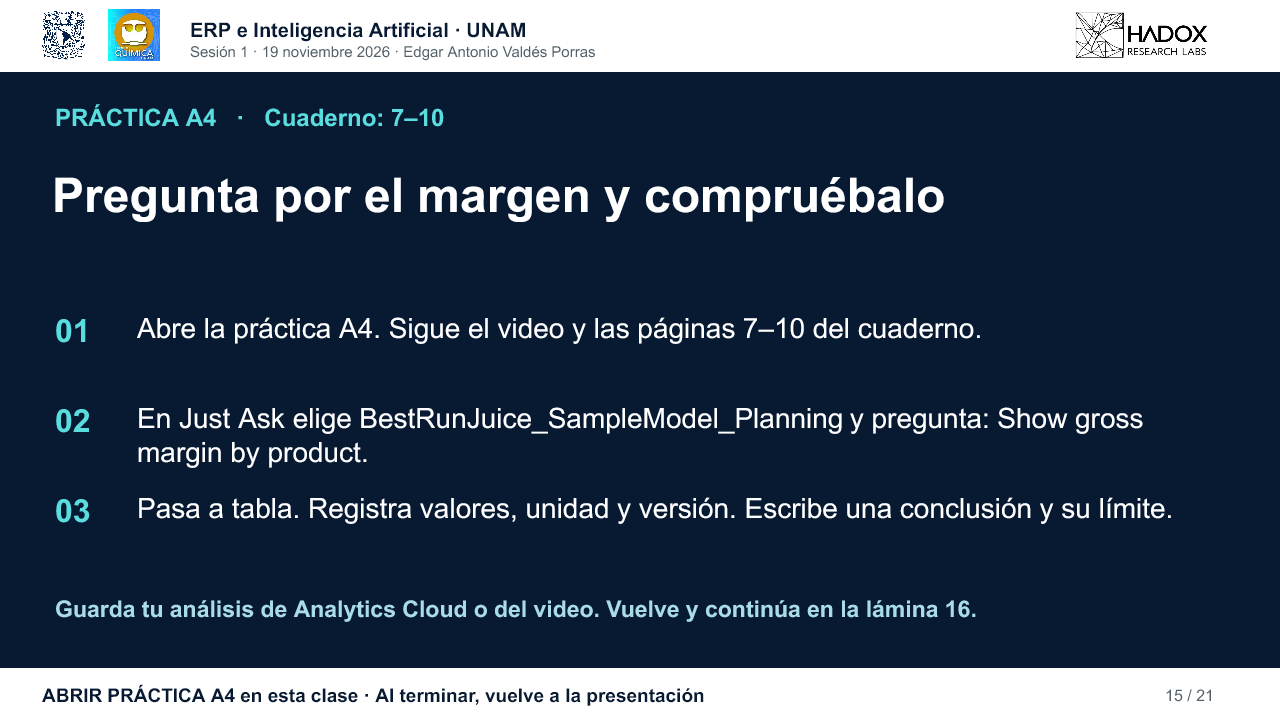 ERP e Inteligencia Artificial · UNAM
Sesión 1 · 19 noviembre 2026 · Edgar Antonio Valdés Porras
QUÍMICA
HADOX
RESEARCH LABS
PRÁCTICA A4 · Cuaderno: 7–10
Pregunta por el margen y compruébalo
01 Abre la práctica A4. Sigue el video y las páginas 7–10 del cuaderno.
02 En Just Ask elige BestRunJuice_SampleModel_Planning y pregunta: Show gross
margin by product.
03 Pasa a tabla. Registra valores, unidad y versión. Escribe una conclusión y su límite.
Guarda tu análisis de Analytics Cloud o del video. Vuelve y continúa en la lámina 16.
ABRIR PRÁCTICA A4 en esta clase · Al terminar, vuelve a la presentación
15 / 21